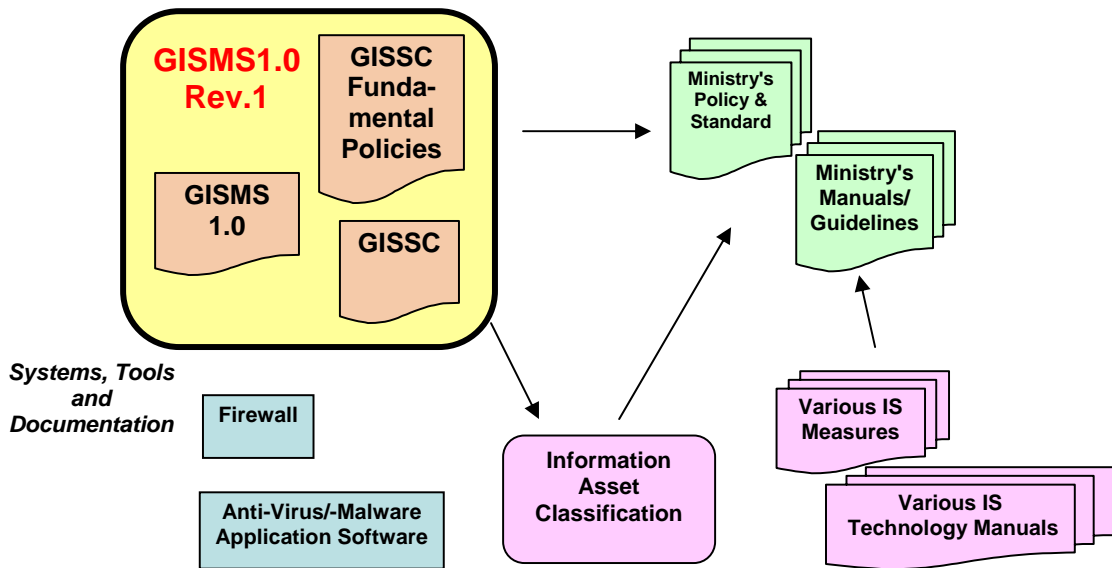 GISMS1.0
Rev.1
GISSC
Funda-
mental
Policies
GISMS
1.0
GISSC
Ministry's
Policy &
Standard
Ministry's
Manuals/
Guidelines
Systems, Tools
and
Documentation
Firewall
Anti-Virus/-Malware
Application Software
Information
Asset
Classification
Various IS
Measures
Various IS
Technology Manuals